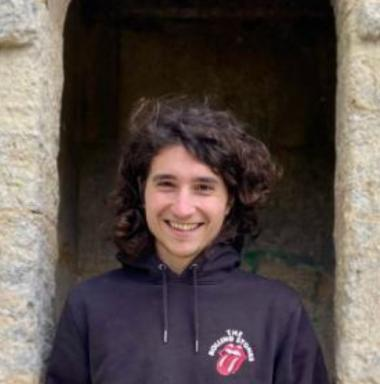 THE
ROLLING STONES